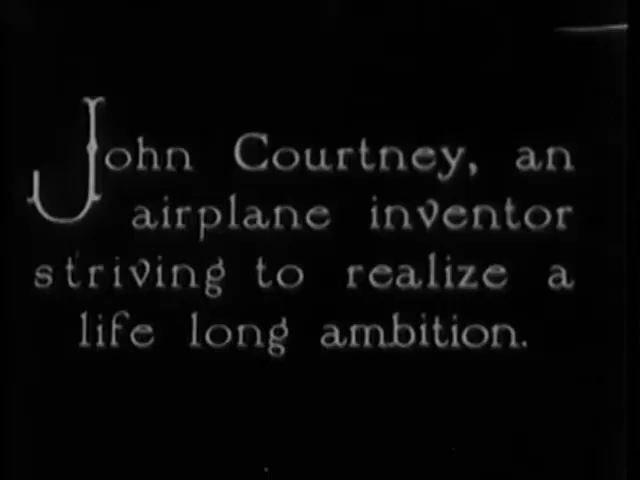 John Courtney, an
airplane inventor
striving to realize a
life long ambition.